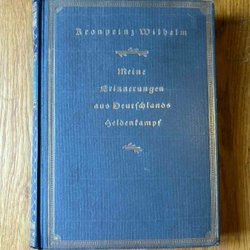 Kronprinz Wilhelm
Meine
Erinnerungen
aus Deutschlands
Heldenkampf